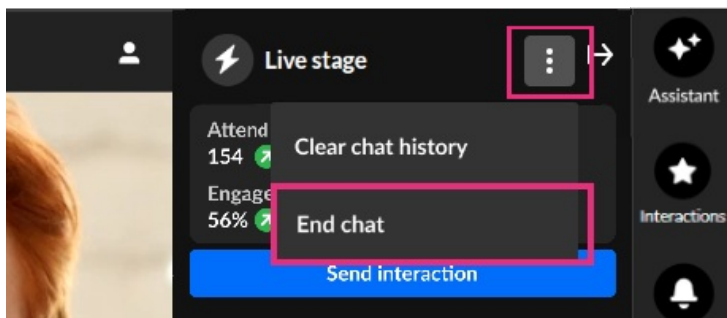 Live stage
Assistant
Attend
154
Clear chat history
Engage
56%
End chat
Interactions
Send interaction